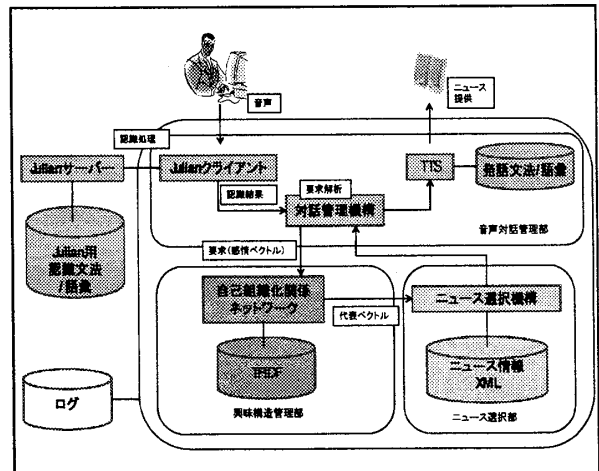 音声
ニュース
提供
認識処理
Julianサーバー
Julianクライアント
TTS
発話文法/語彙
認識結果
要求解析
対話管理機構
音声対話管理部
Julian用
認識文法
/語彙
要求(感情ベクトル)
自己組織化関係
ネットワーク
代表ベクトル
ニュース選択機構
ニュース情報
XML
ログ
興味構造管理部
ニュース選択部